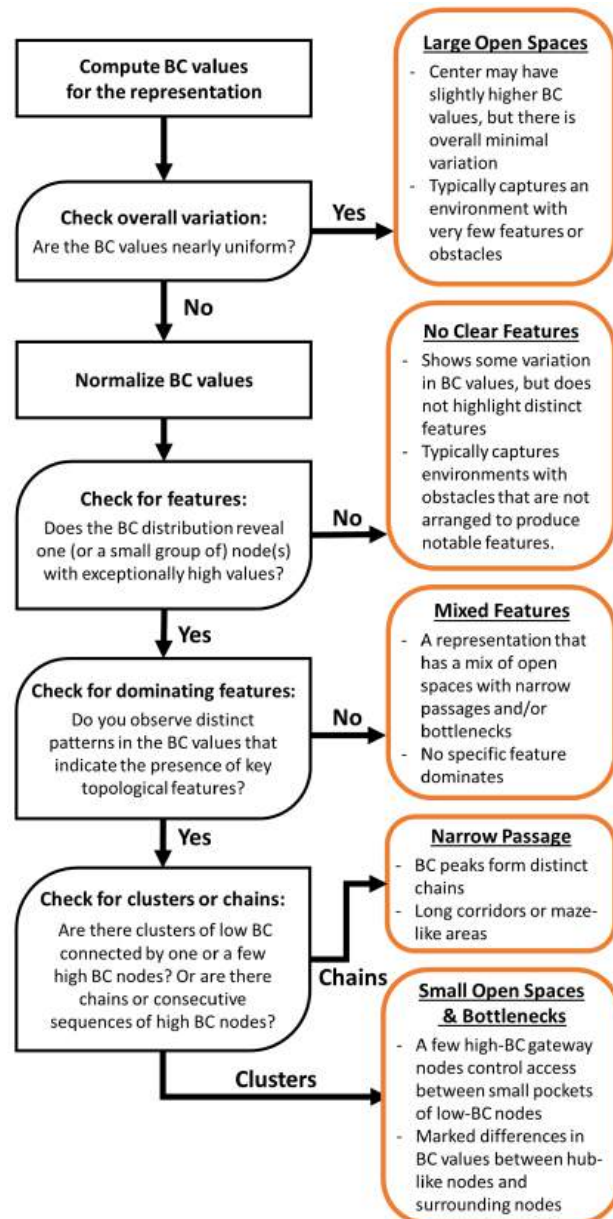 Compute BC values
for the representation
Large Open Spaces
- Center may have
slightly higher BC
values, but there is
overall minimal
variation
- Typically captures an
environment with
very few features or
obstacles
Check overall variation:
Are the BC values nearly uniform?
Yes
No
Normalize BC values
No Clear Features
- Shows some variation
in BC values, but does
not highlight distinct
features
- Typically captures
environments with
obstacles that are not
arranged to produce
notable features.
Check for features:
Does the BC distribution reveal
one (or a small group of) node(s)
with exceptionally high values?
No
Yes
Mixed Features
- A representation that
has a mix of open
spaces with narrow
passages and/or
bottlenecks
- No specific feature
dominates
Check for dominating features:
Do you observe distinct
patterns in the BC values that
indicate the presence of key
topological features?
No
Yes
Narrow Passage
- BC peaks form distinct
chains
- Long corridors or maze-
like areas
Check for clusters or chains:
Are there clusters of low BC
connected by one or a few
high BC nodes? Or are there
chains or consecutive
sequences of high BC nodes?
Chains
Clusters
Small Open Spaces
& Bottlenecks
- A few high-BC gateway
nodes control access
between small pockets
of low-BC nodes
- Marked differences in
BC values between hub-
like nodes and
surrounding nodes